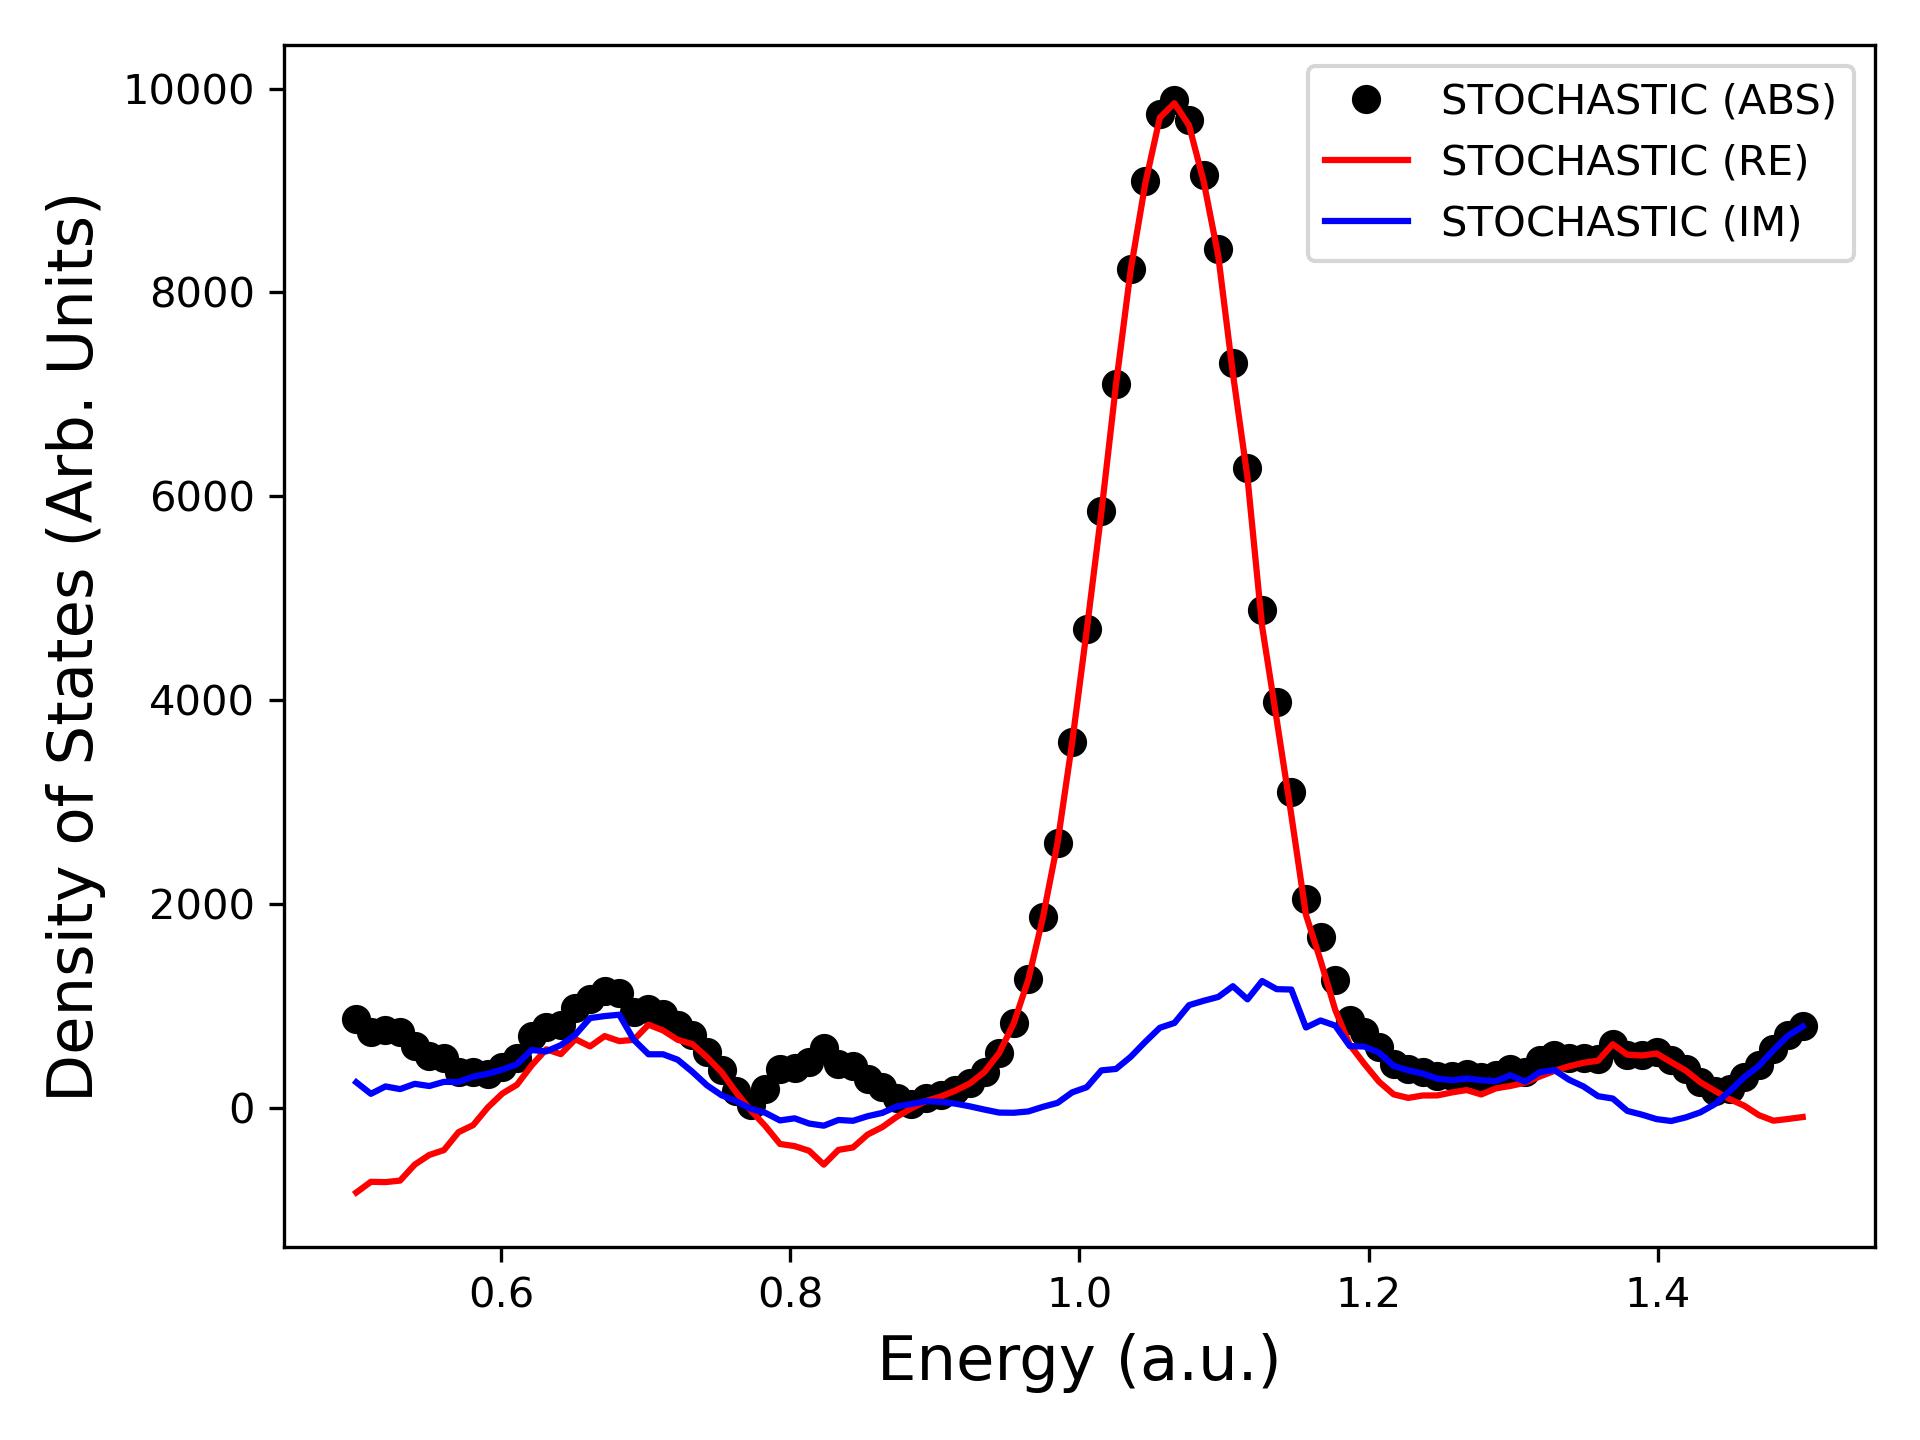 Density of States (Arb. Units)
10000
8000
6000
4000
2000
0
STOCHASTIC (ABS)
STOCHASTIC (RE)
STOCHASTIC (IM)
0.6 0.8 1.0 1.2 1.4
Energy (a.u.)